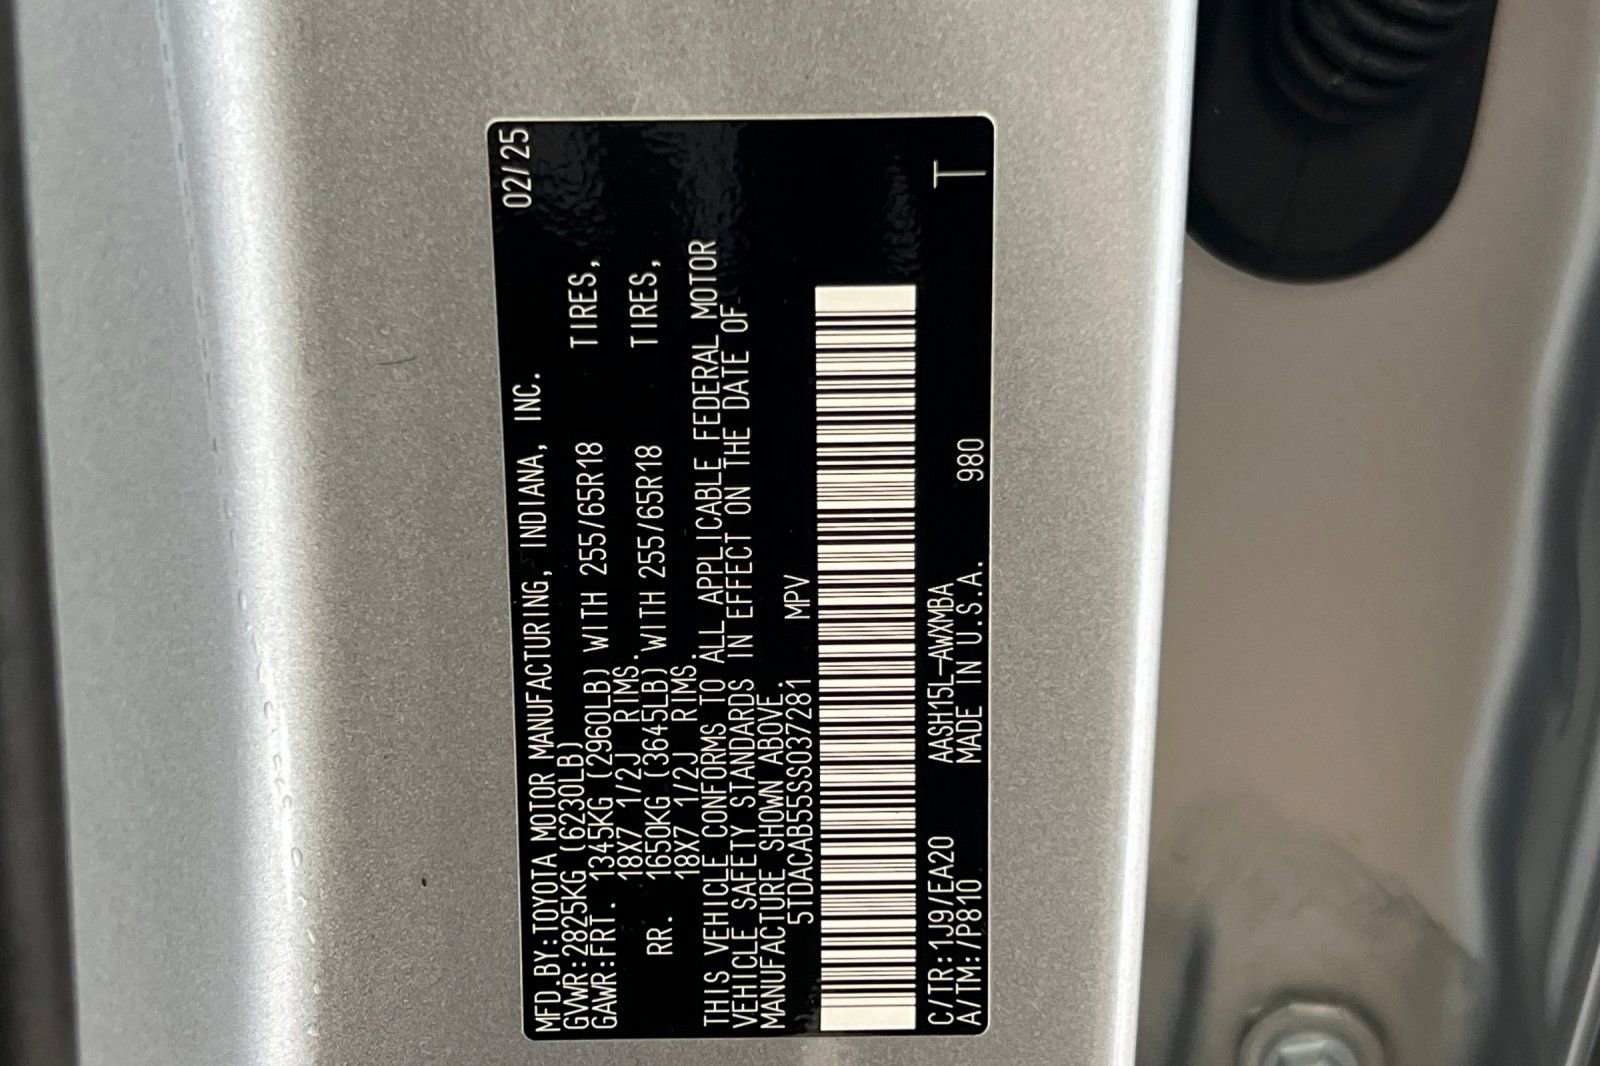 MFD.BY:TOYOTA MOTOR MANUFACTURING, INDIANA, INC. 02/25
GVWR:2825KG (6230LB)
GAWR:FRT. 1345KG (2960LB) WITH 255/65R18 TIRES,
18X7 1/2J RIMS.
RR. 1650KG (3645LB) WITH 255/65R18 TIRES,
18X7 1/2J RIMS.
THIS VEHICLE CONFORMS TO ALL APPLICABLE FEDERAL MOTOR
VEHICLE SAFETY STANDARDS IN EFFECT ON THE DATE OF
MANUFACTURE SHOWN ABOVE.
5TDACAB55SS037281 MPV
C/TR:1J9/EA20 AASH15L-AWXMBA T
A/TM:/P810 MADE IN U.S.A. 980